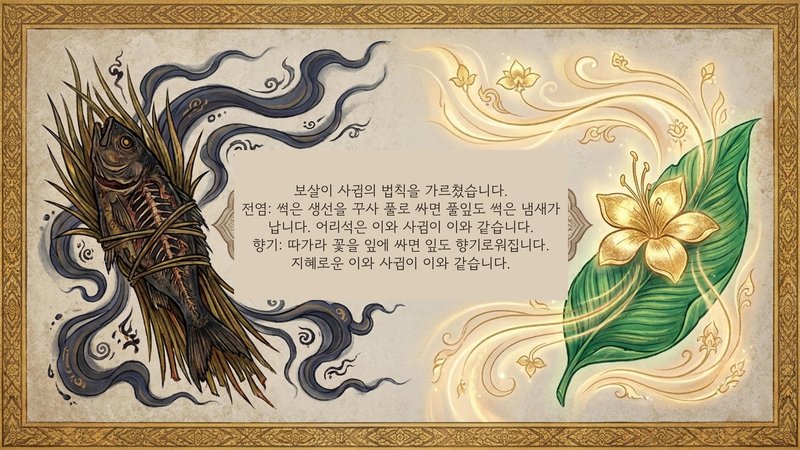 보살이 사귐의 법칙을 가르쳤습니다.
전염: 썩은 생선을 꾸사 풀로 싸면 풀잎도 썩은 냄새가
납니다. 어리석은 이와 사귐이 이와 같습니다.
향기: 따가라 꽃을 잎에 싸면 잎도 향기로워집니다.
지혜로운 이와 사귐이 이와 같습니다.